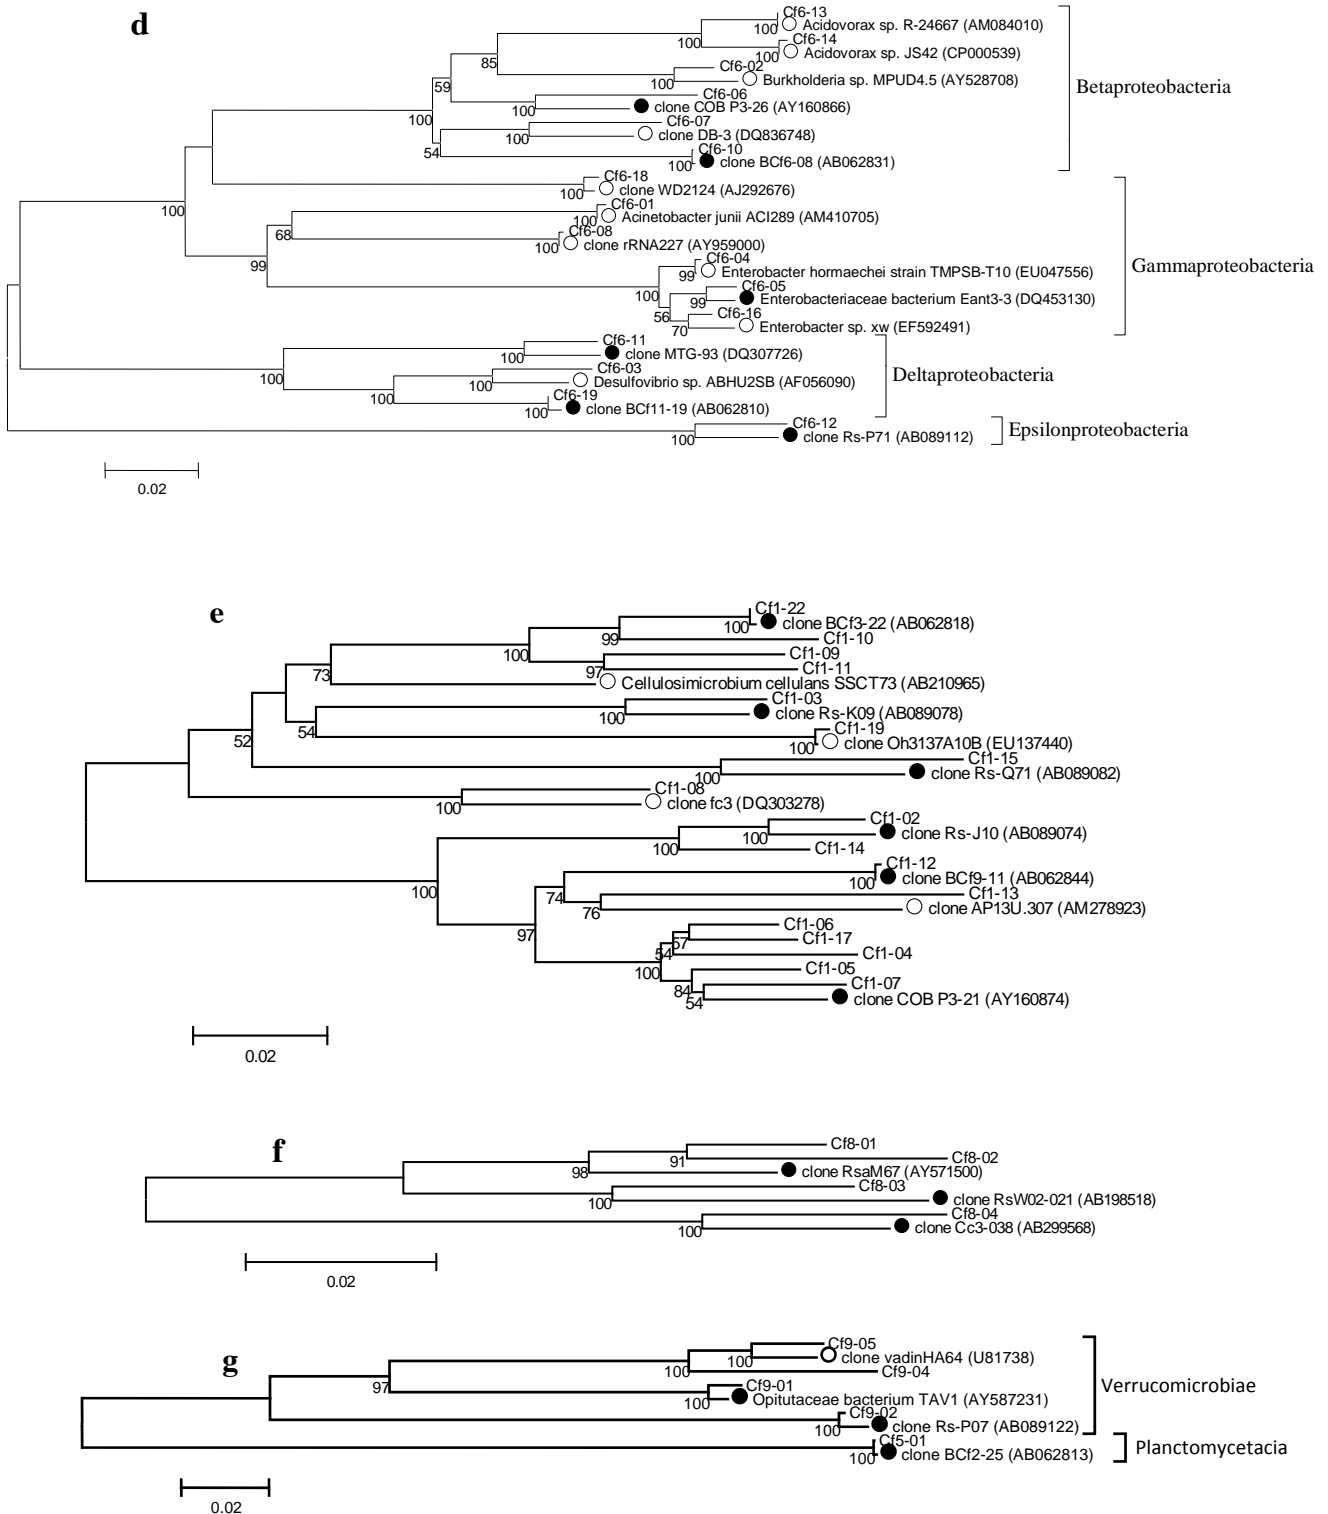 d
Cf6-13
100 Acidovorax sp. R-24667 (AM084010)
100
Cf6-14
100 Acidovorax sp. JS42 (CP000539)
85
Cf6-02
100 Burkholderia sp. MPUD4.5 (AY528708)
59
Betaproteobacteria
Cf6-06
100 clone COB P3-26 (AY160866)
100
Cf6-07
100 clone DB-3 (DQ836748)
54
Cf6-10
100 clone BCf6-08 (AB062831)
Cf6-18
100 clone WD2124 (AJ292676)
100
Cf6-01
100 Acinetobacter junii ACI289 (AM410705)
68
Cf6-08
100 clone rRNA227 (AY959000)
99
Cf6-04
99 Enterobacter hormaechei strain TMPSB-T10 (EU047556)
Gammaproteobacteria
100
Cf6-05
99 Enterobacteriaceae bacterium Eant3-3 (DQ453130)
56
Cf6-16
70 Enterobacter sp. xw (EF592491)
Cf6-11
100 clone MTG-93 (DQ307726)
100
Cf6-03
100 Desulfovibrio sp. ABHU2SB (AF056090)
Deltaproteobacteria
100
Cf6-19
100 clone BCf11-19 (AB062810)
Cf6-12
100 clone Rs-P71 (AB089112)
Epsilonproteobacteria
0.02
e
Cf1-22
100 clone BCf3-22 (AB062818)
99
Cf1-10
100
Cf1-09
97
Cf1-11
73
Cellulosimicrobium cellulans SSCT73 (AB210965)
Cf1-03
100 clone Rs-K09 (AB089078)
54
Cf1-19
100 clone Oh3137A10B (EU137440)
52
Cf1-15
100 clone Rs-Q71 (AB089082)
Cf1-08
100 clone fc3 (DQ303278)
Cf1-02
100 clone Rs-J10 (AB089074)
100
Cf1-14
100
Cf1-12
100 clone BCf9-11 (AB062844)
74
Cf1-13
76 clone AP13U.307 (AM278923)
97
Cf1-06
57
Cf1-17
54
Cf1-04
100
Cf1-05
84
Cf1-07
54 clone COB P3-21 (AY160874)
0.02
f
Cf8-01
91
Cf8-02
98 clone RsaM67 (AY571500)
Cf8-03
100 clone RsW02-021 (AB198518)
Cf8-04
100 clone Cc3-038 (AB299568)
0.02
g
Cf9-05
100 clone vadinHA64 (U81738)
100
Cf9-04
97
Cf9-01
100 Opitutaceae bacterium TAV1 (AY587231)
Verrucomicrobiae
Cf9-02
100 clone Rs-P07 (AB089122)
Cf5-01
100 clone BCf2-25 (AB062813)
Planctomycetacia
0.02